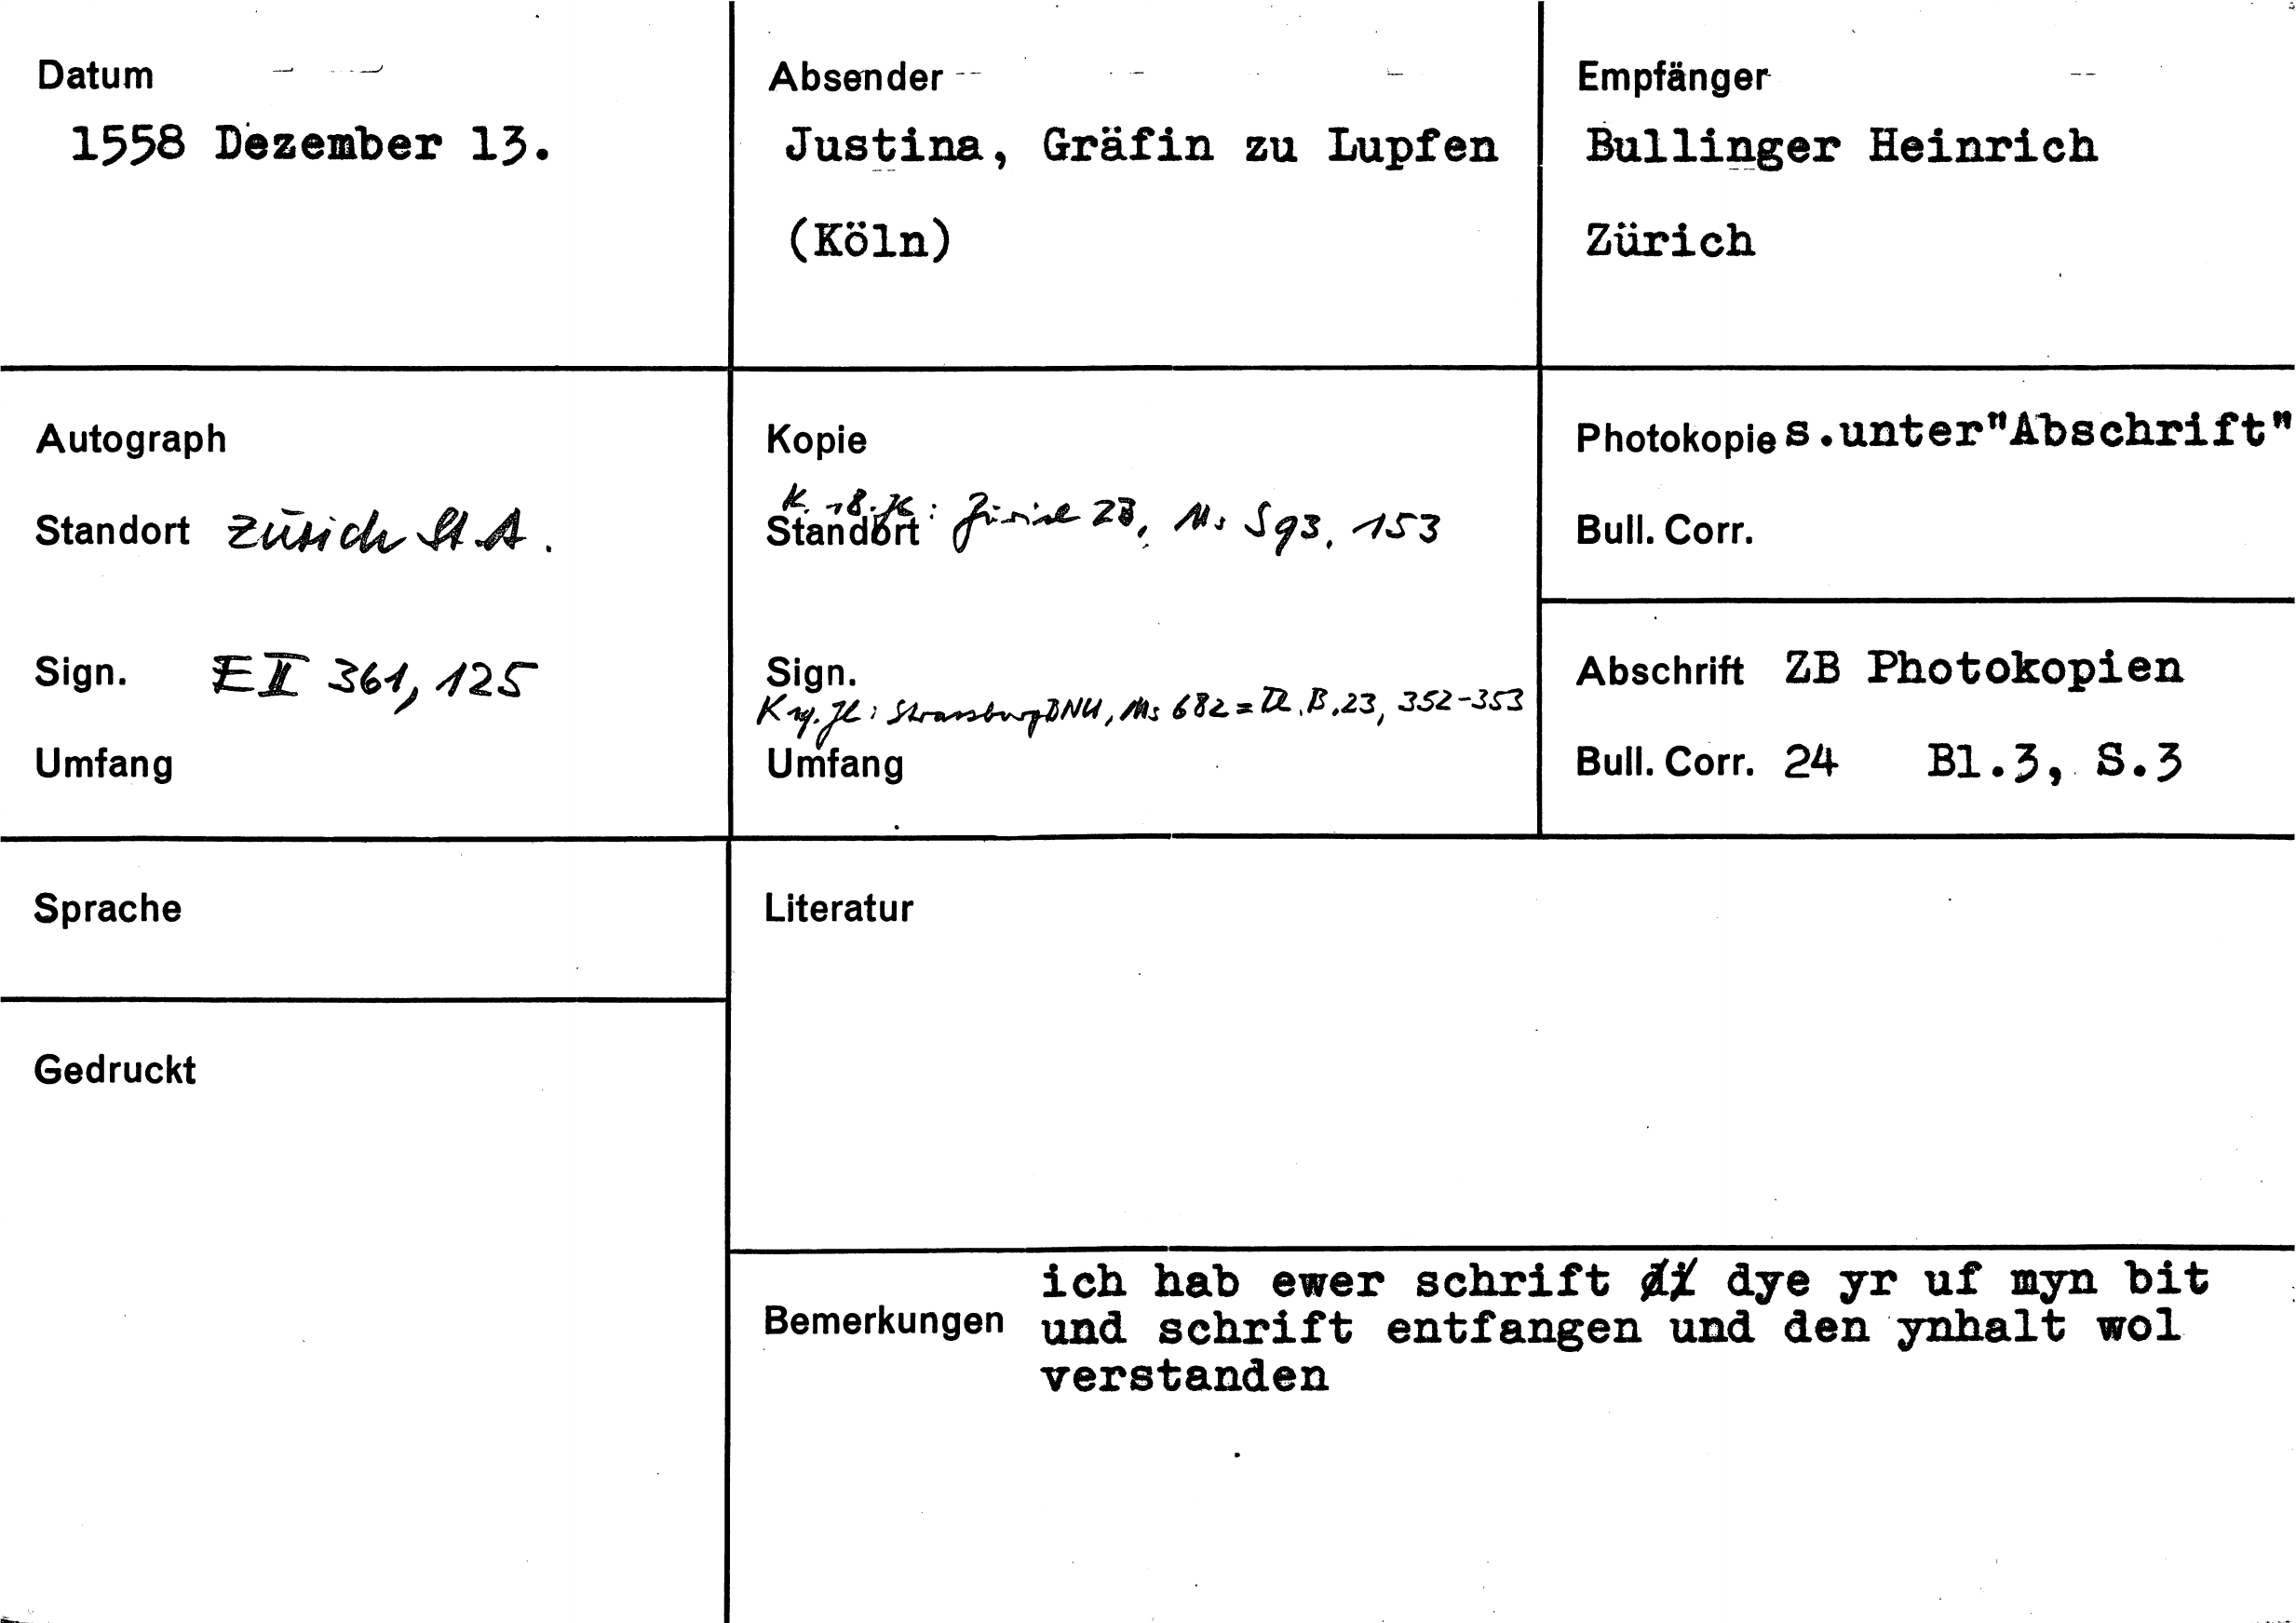 Datum
1558 Dezember 13.
Absender
Justina, Gräfin zu Lupfen
(Köln)
Empfänger
Bullinger Heinrich
Zürich
Autograph
Standort Zürich StA.
Sign. E II 361, 125
Umfang
Kopie
K. 18. Jh: Zürich ZB, Ms S 93, 153
Standort
Sign.
K 19. Jh: Strassburg BNU, Ms 682 = B. 23, 352-353
Umfang
Photokopie s.unter"Abschrift"
Bull. Corr.
Abschrift ZB Photokopien
Bull. Corr. 24 Bl.3, S.3
Sprache
Gedruckt
Literatur
Bemerkungen
ich hab ewer schrift dye yr uf myn bit
und schrift entfangen und den ynhalt wol
verstanden